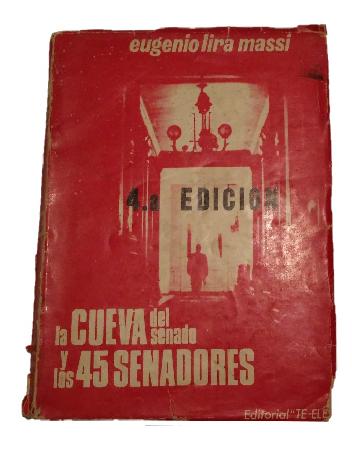 eugenio lira massi
4.a EDICION
la CUEVA del senado
y
los 45 SENADORES
Editorial "TE-ELE